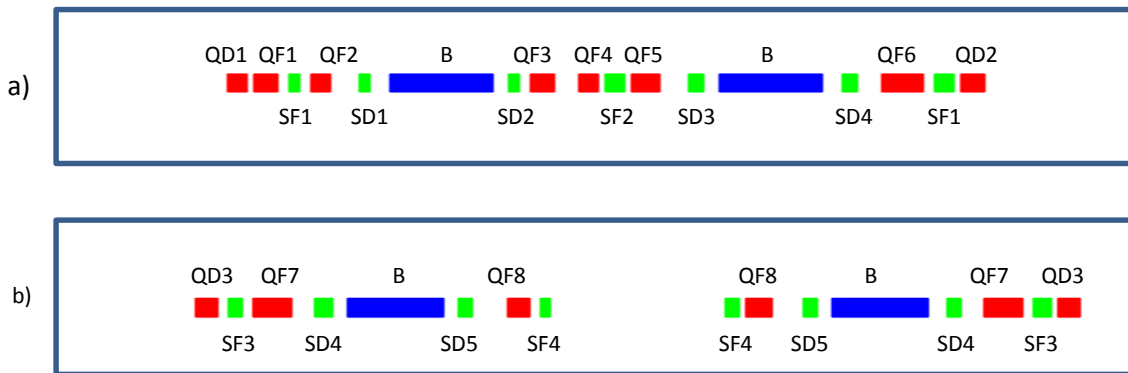 QD1 QF1 QF2 B QF3 QF4 QF5 B QF6 QD2
a)
SF1 SD1 SD2 SF2 SD3 SD4 SF1
QD3 QF7 B QF8 QF8 B QF7 QD3
b)
SF3 SD4 SD5 SF4 SF4 SD5 SD4 SF3